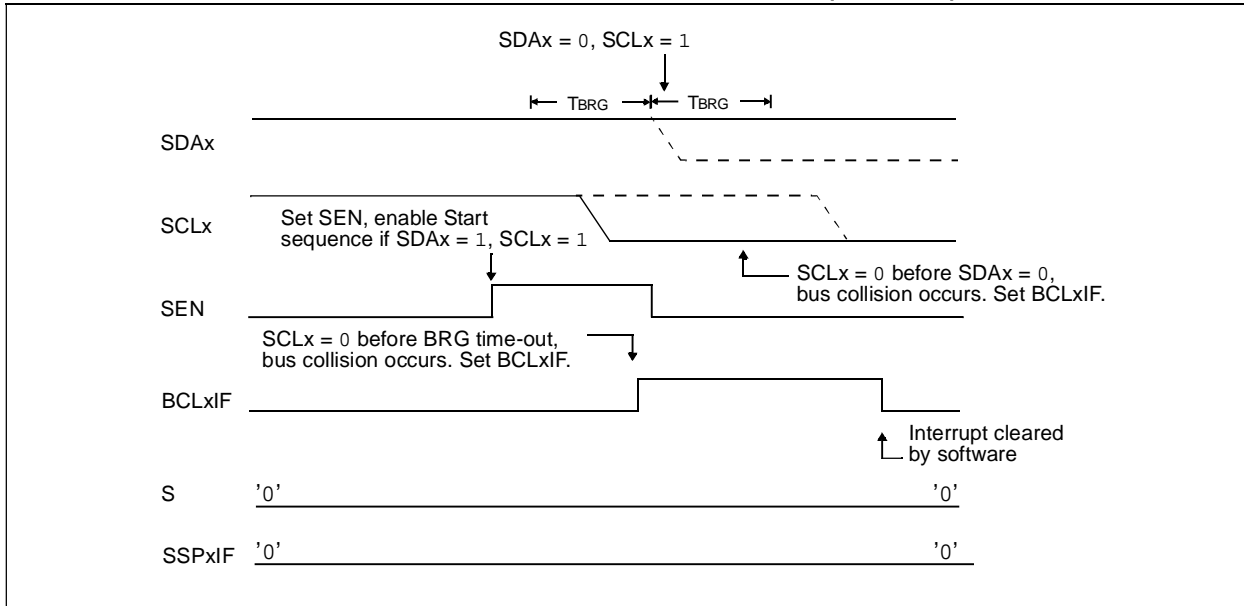 SDAx = 0, SCLx = 1
TBRG TBRG
SDAx
SCLx
Set SEN, enable Start
sequence if SDAx = 1, SCLx = 1
SCLx = 0 before SDAx = 0,
bus collision occurs. Set BCLxIF.
SEN
SCLx = 0 before BRG time-out,
bus collision occurs. Set BCLxIF.
BCLxIF
Interrupt cleared
by software
S '0' '0'
SSPxIF '0' '0'